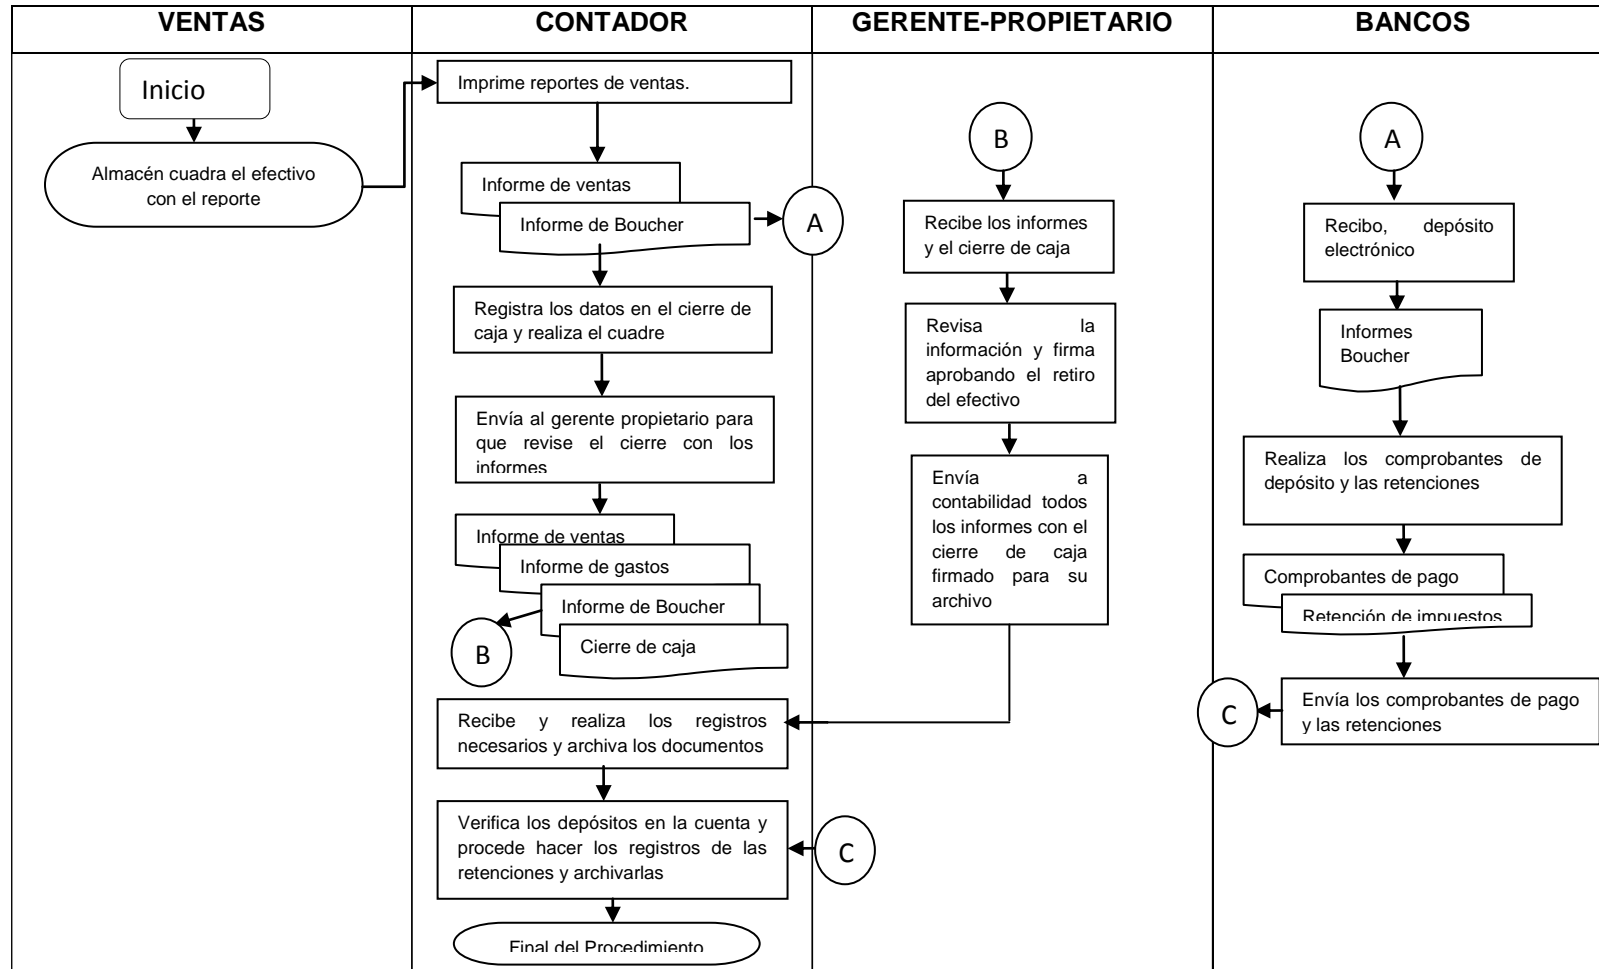 VENTAS
CONTADOR
GERENTE-PROPIETARIO
BANCOS
Inicio
Almacén cuadra el efectivo
con el reporte
Imprime reportes de ventas.
Informe de ventas
Informe de Boucher
A
Registra los datos en el cierre de
caja y realiza el cuadre
Envía al gerente propietario para
que revise el cierre con los
informes
Informe de ventas
Informe de gastos
Informe de Boucher
Cierre de caja
B
Recibe y realiza los registros
necesarios y archiva los documentos
Verifica los depósitos en la cuenta y
procede hacer los registros de las
retenciones y archivarlas
C
Final del Procedimiento
B
Recibe los informes
y el cierre de caja
Revisa la
información y firma
aprobando el retiro
del efectivo
Envía a
contabilidad todos
los informes con el
cierre de caja
firmado para su
archivo
A
Recibo, depósito
electrónico
Informes
Boucher
Realiza los comprobantes de
depósito y las retenciones
Comprobantes de pago
Retención de impuestos
Envía los comprobantes de pago
y las retenciones
C